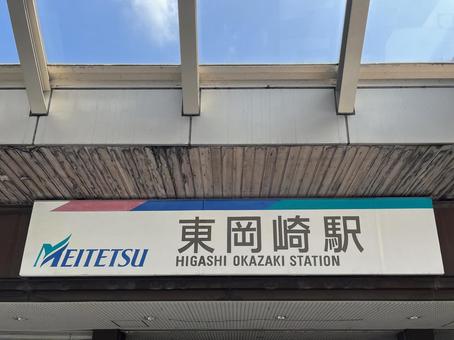 MEITETSU
東岡崎駅
HIGASHI OKAZAKI STATION